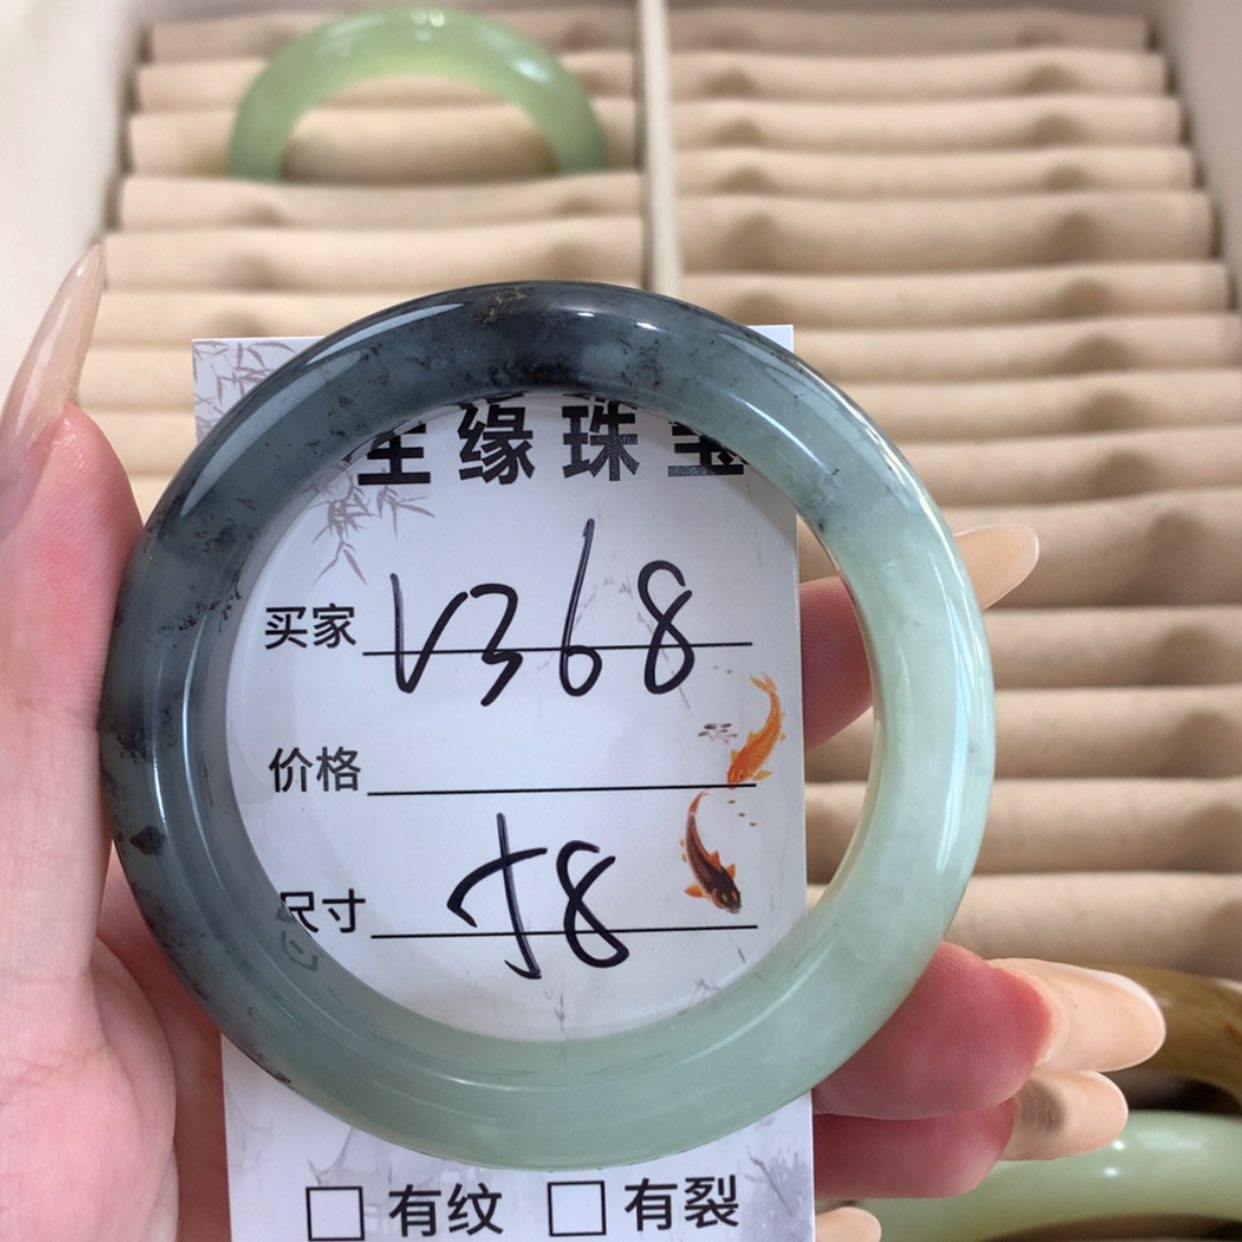 缘珠宝
买家 V368
价格
尺寸 58
有纹 有裂